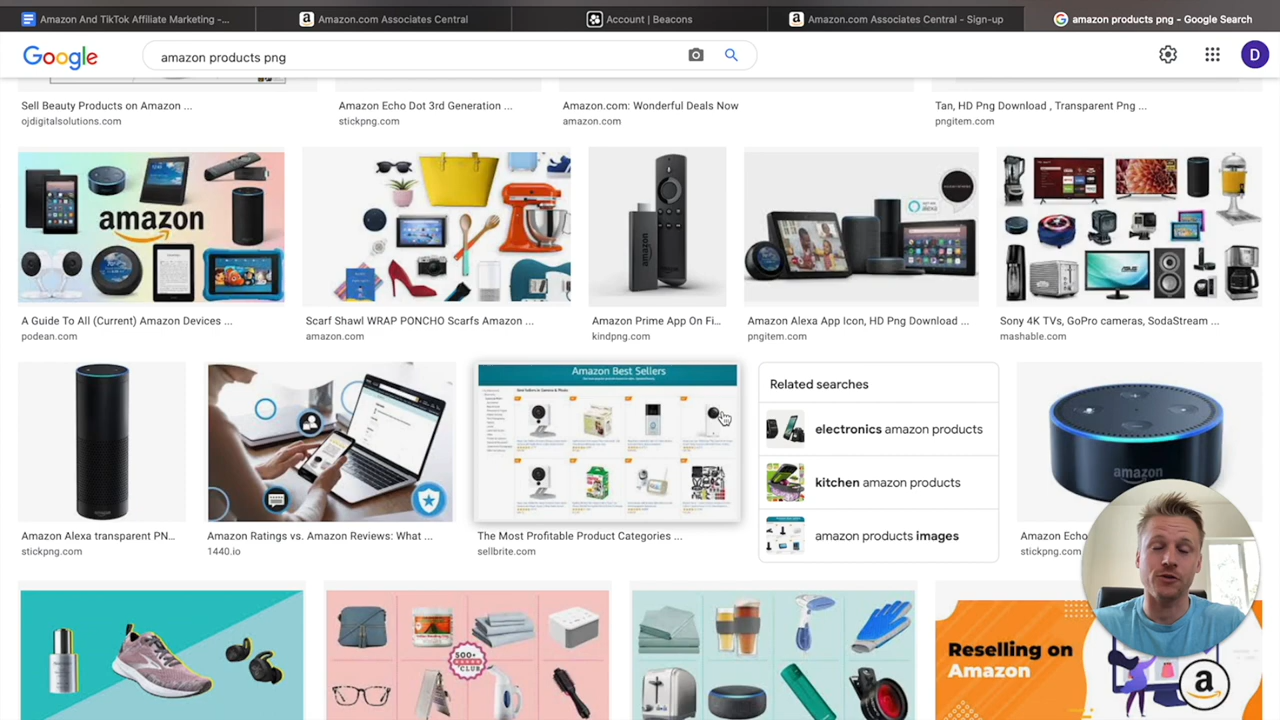 Amazon And TikTok Affiliate Marketing -...
Amazon.com Associates Central
Account | Beacons
Amazon.com Associates Central - Sign-up
amazon products png - Google Search
Google
amazon products png
D
Sell Beauty Products on Amazon ...
ojdigitalsolutions.com
Amazon Echo Dot 3rd Generation ...
stickpng.com
Amazon.com: Wonderful Deals Now
amazon.com
Tan, HD Png Download , Transparent Png ...
pngitem.com
amazon
amazon
A Guide To All (Current) Amazon Devices ...
podean.com
Scarf Shawl WRAP PONCHO Scarfs Amazon ...
amazon.com
Amazon Prime App On Fi...
kindpng.com
Amazon Alexa App Icon, HD Png Download ...
pngitem.com
Sony 4K TVs, GoPro cameras, SodaStream ...
mashable.com
Amazon Best Sellers
Related searches
electronics amazon products
kitchen amazon products
amazon products images
amazon
Amazon Alexa transparent PN...
stickpng.com
Amazon Ratings vs. Amazon Reviews: What ...
1440.io
The Most Profitable Product Categories ...
sellbrite.com
Amazon Echo
stickpng.com
500+
CLUB
Reselling on
Amazon
a